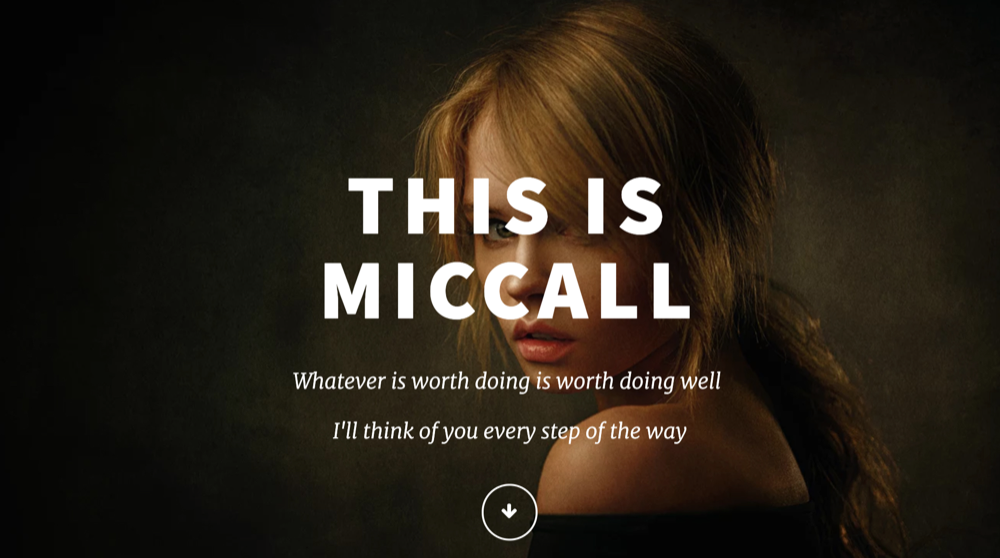 THIS IS
MICCALL
Whatever is worth doing is worth doing well
I'll think of you every step of the way